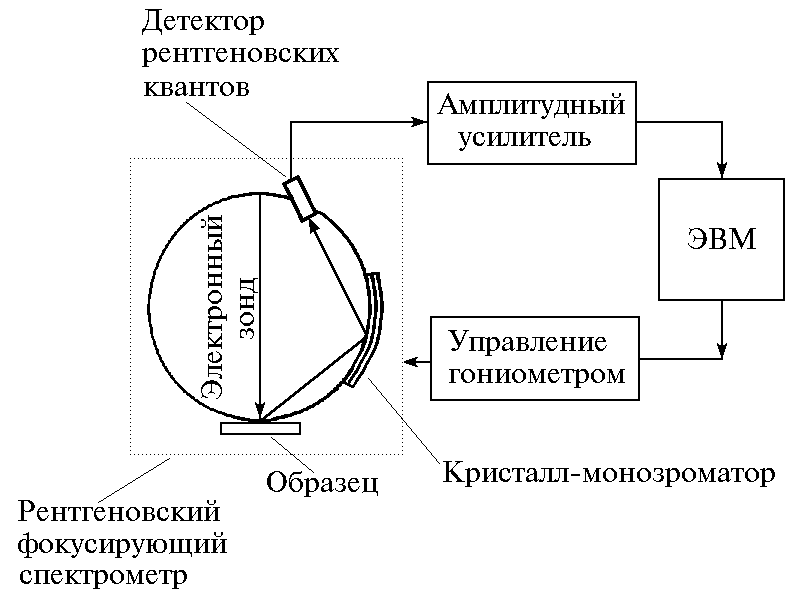 Детектор
рентгеновских
квантов
Амплитудный
усилитель
ЭВМ
Электронный
зонд
Управление
гониометром
Образец
Кристалл-монозроматор
Рентгеновский
фокусирующий
спектрометр